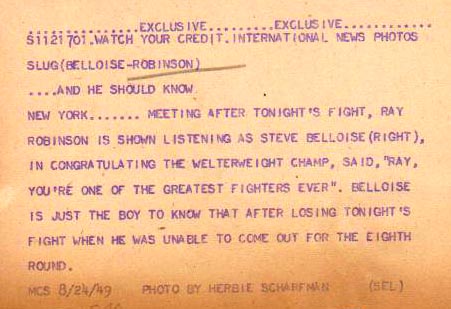 ...............EXCLUSIVE.........EXCLUSIVE............
S1121701.WATCH YOUR CREDIT.INTERNATIONAL NEWS PHOTOS
SLUG(BELLOISE-ROBINSON)
....AND HE SHOULD KNOW
NEW YORK....... MEETING AFTER TONIGHT'S FIGHT, RAY
ROBINSON IS SHOWN LISTENING AS STEVE BELLOISE(RIGHT),
IN CONGRATULATING THE WELTERWEIGHT CHAMP, SAID, "RAY,
YOU'RE ONE OF THE GREATEST FIGHTERS EVER". BELLOISE
IS JUST THE BOY TO KNOW THAT AFTER LOSING TONIGHT'S
FIGHT WHEN HE WAS UNABLE TO COME OUT FOR THE EIGHTH
ROUND.
MCS 8/24/49 PHOTO BY HERBIE SCHARFMAN (SEL)